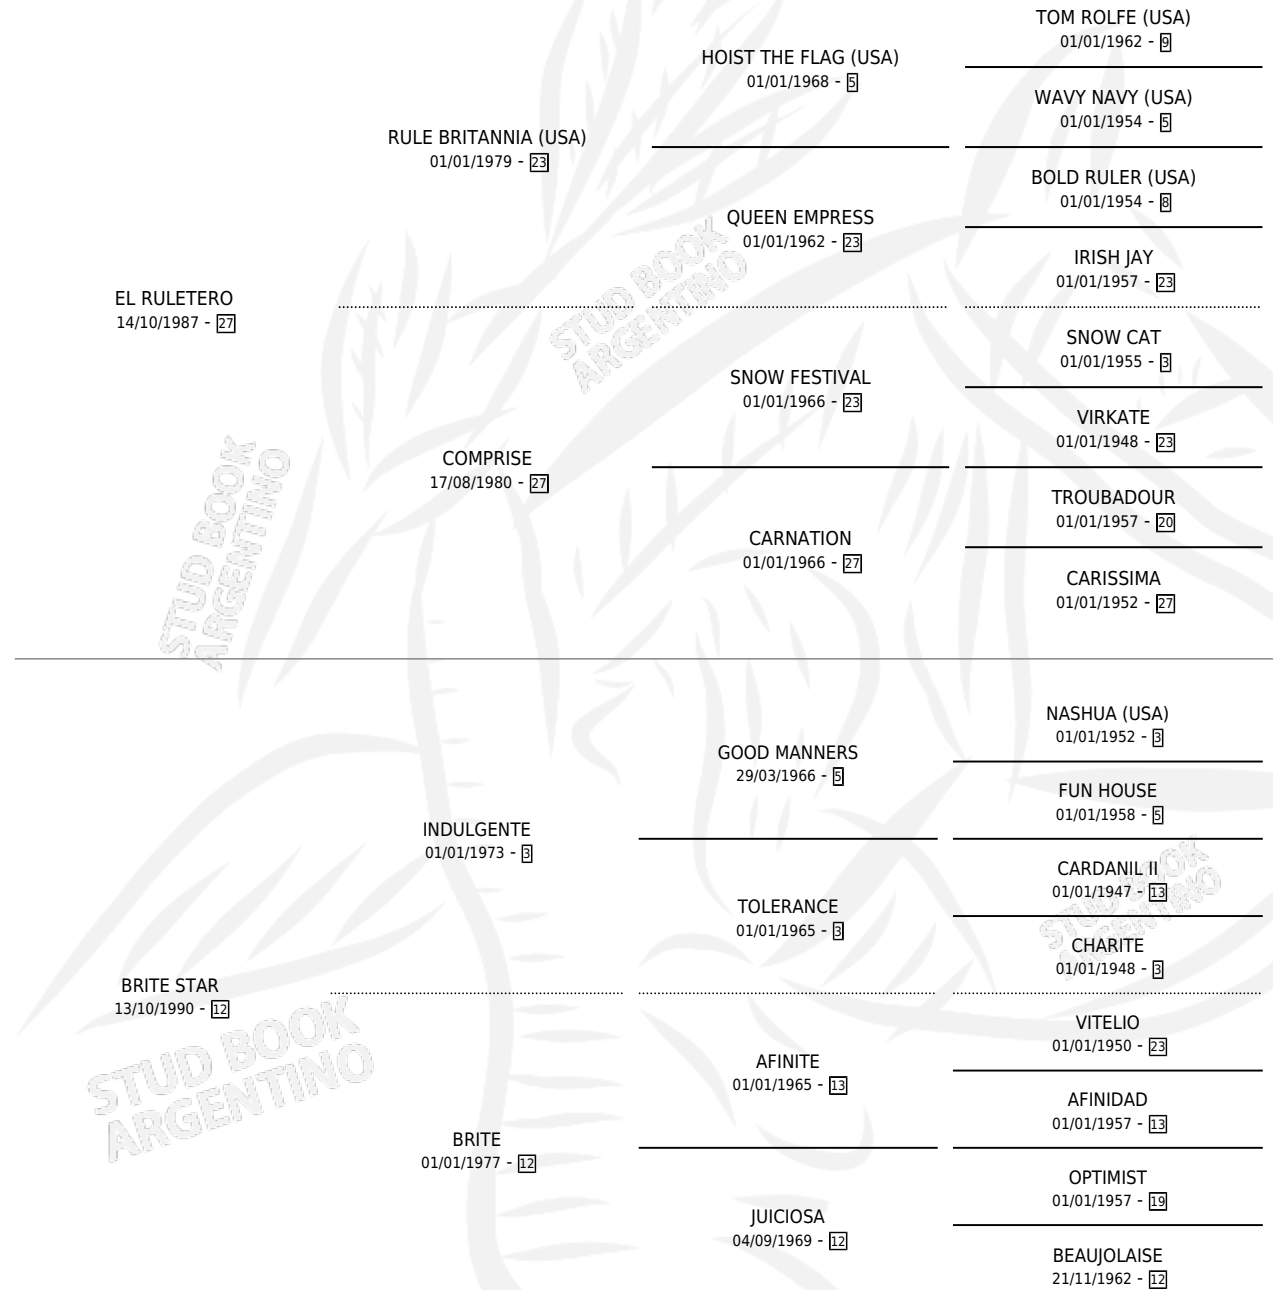 TOM ROLFE (USA)
01/01/1962 - 9
HOIST THE FLAG (USA)
01/01/1968 - 5
WAVY NAVY (USA)
01/01/1954 - 5
RULE BRITANNIA (USA)
01/01/1979 - 23
BOLD RULER (USA)
01/01/1954 - 8
QUEEN EMPRESS
01/01/1962 - 23
IRISH JAY
01/01/1957 - 23
EL RULETERO
14/10/1987 - 27
STUD BOOK
ARGENTINO
SNOW CAT
01/01/1955 - 3
SNOW FESTIVAL
01/01/1966 - 23
VIRKATE
01/01/1948 - 23
COMPRISE
17/08/1980 - 27
TROUBADOUR
01/01/1957 - 20
CARNATION
01/01/1966 - 27
CARISSIMA
01/01/1952 - 27
STUD BOOK
ARGENTINO
NASHUA (USA)
01/01/1952 - 3
GOOD MANNERS
29/03/1966 - 5
FUN HOUSE
01/01/1958 - 5
INDULGENTE
01/01/1973 - 3
CARDANIL II
01/01/1947 - 13
TOLERANCE
01/01/1965 - 3
CHARITE
01/01/1948 - 3
STUD BOOK
ARGENTINO
BRITE STAR
13/10/1990 - 12
VITELIO
01/01/1950 - 23
AFINITE
01/01/1965 - 13
AFINIDAD
01/01/1957 - 13
STUD BOOK
ARGENTINO
BRITE
01/01/1977 - 12
OPTIMIST
01/01/1957 - 19
JUICIOSA
04/09/1969 - 12
BEAUJOLAISE
21/11/1962 - 12